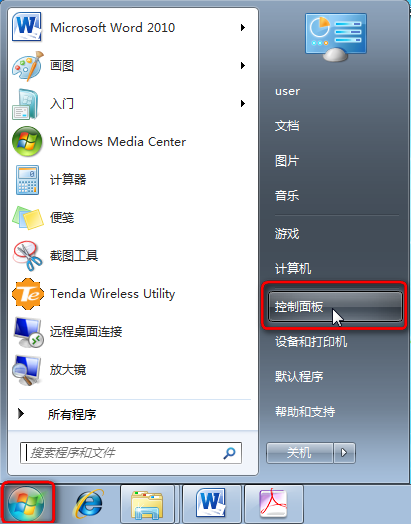 Microsoft Word 2010
画图
入门
Windows Media Center
计算器
便笺
截图工具
Tenda Wireless Utility
远程桌面连接
放大镜
所有程序
搜索程序和文件
user
文档
图片
音乐
游戏
计算机
控制面板
设备和打印机
默认程序
帮助和支持
关机